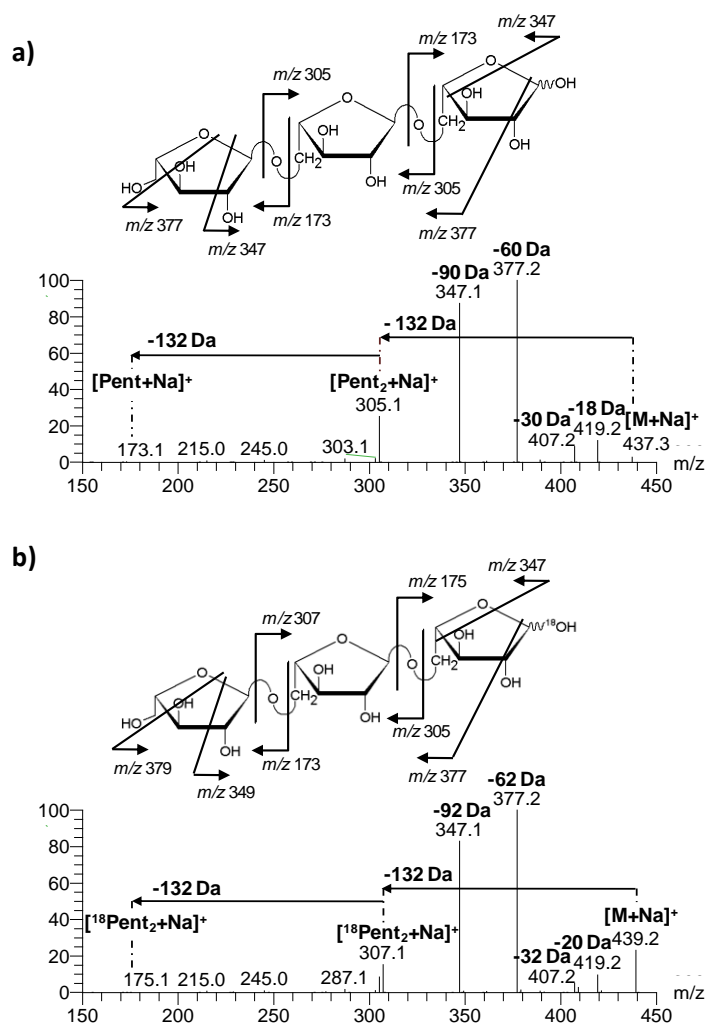 a)
m/z 347
m/z 173
m/z 305
O
OH
OH
O
CH₂
OH
O
OH
O
CH₂
OH
m/z 305
O
OH
HO
OH
m/z 173
m/z 377
m/z 377
m/z 347
-60 Da
-90 Da 377.2
100
347.1
80
-132 Da
- 132 Da
60
[Pent+Na]⁺
[Pent₂+Na]⁺
40
305.1
-18 Da
[M+Na]⁺
20
-30 Da
419.2
173.1 215.0 245.0 303.1 407.2 437.3
0
m/z
150 200 250 300 350 400 450
b)
m/z 347
m/z 175
m/z 307
O
¹⁸OH
OH
O
CH₂
OH
O
OH
O
CH₂
OH
m/z 305
O
OH
HO
OH
m/z 173
m/z 379
m/z 377
m/z 349
-62 Da
-92 Da 377.2
100
347.1
80
-132 Da
-132 Da
60
[¹⁸Pent₂+Na]⁺
[¹⁸Pent₂+Na]⁺
[M+Na]⁺
40
307.1
-20 Da
439.2
20
-32 Da
419.2
175.1 215.0 245.0 287.1 407.2
0
m/z
150 200 250 300 350 400 450